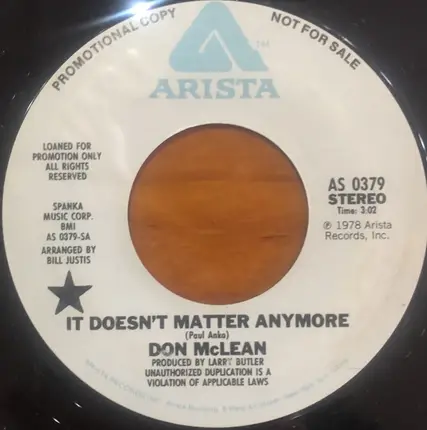 PROMOTIONAL COPY
NOT FOR SALE
TM
ARISTA
LOANED FOR
PROMOTION ONLY
ALL RIGHTS
RESERVED
SPANKA
MUSIC CORP.
BMI
AS 0379-SA
ARRANGED BY
BILL JUSTIS
AS 0379
STEREO
Time: 3:02
℗ 1978 Arista
Records, Inc.
IT DOESN'T MATTER ANYMORE
(Paul Anka)
DON McLEAN
PRODUCED BY LARRY BUTLER
UNAUTHORIZED DUPLICATION IS A
VIOLATION OF APPLICABLE LAWS